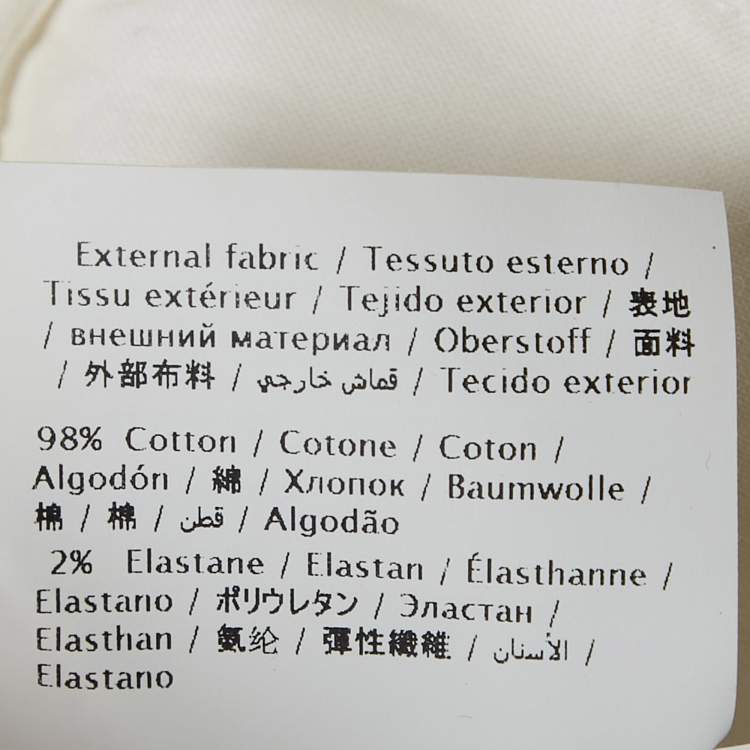 External fabric / Tessuto esterno /
Tissu extérieur / Tejido exterior / 表地
/ внешний материал / Oberstoff / 面料
/ 外部布料 / قماش خارجي / Tecido exterior
98% Cotton / Cotone / Coton /
Algodón / 綿 / Хлопок / Baumwolle /
棉 / 棉 / قطن / Algodão
2% Elastane / Elastan / Élasthanne /
Elastano / ポリウレタン / Эластан /
Elasthan / 氨纶 / 彈性纖維 / الأسنان /
Elastano